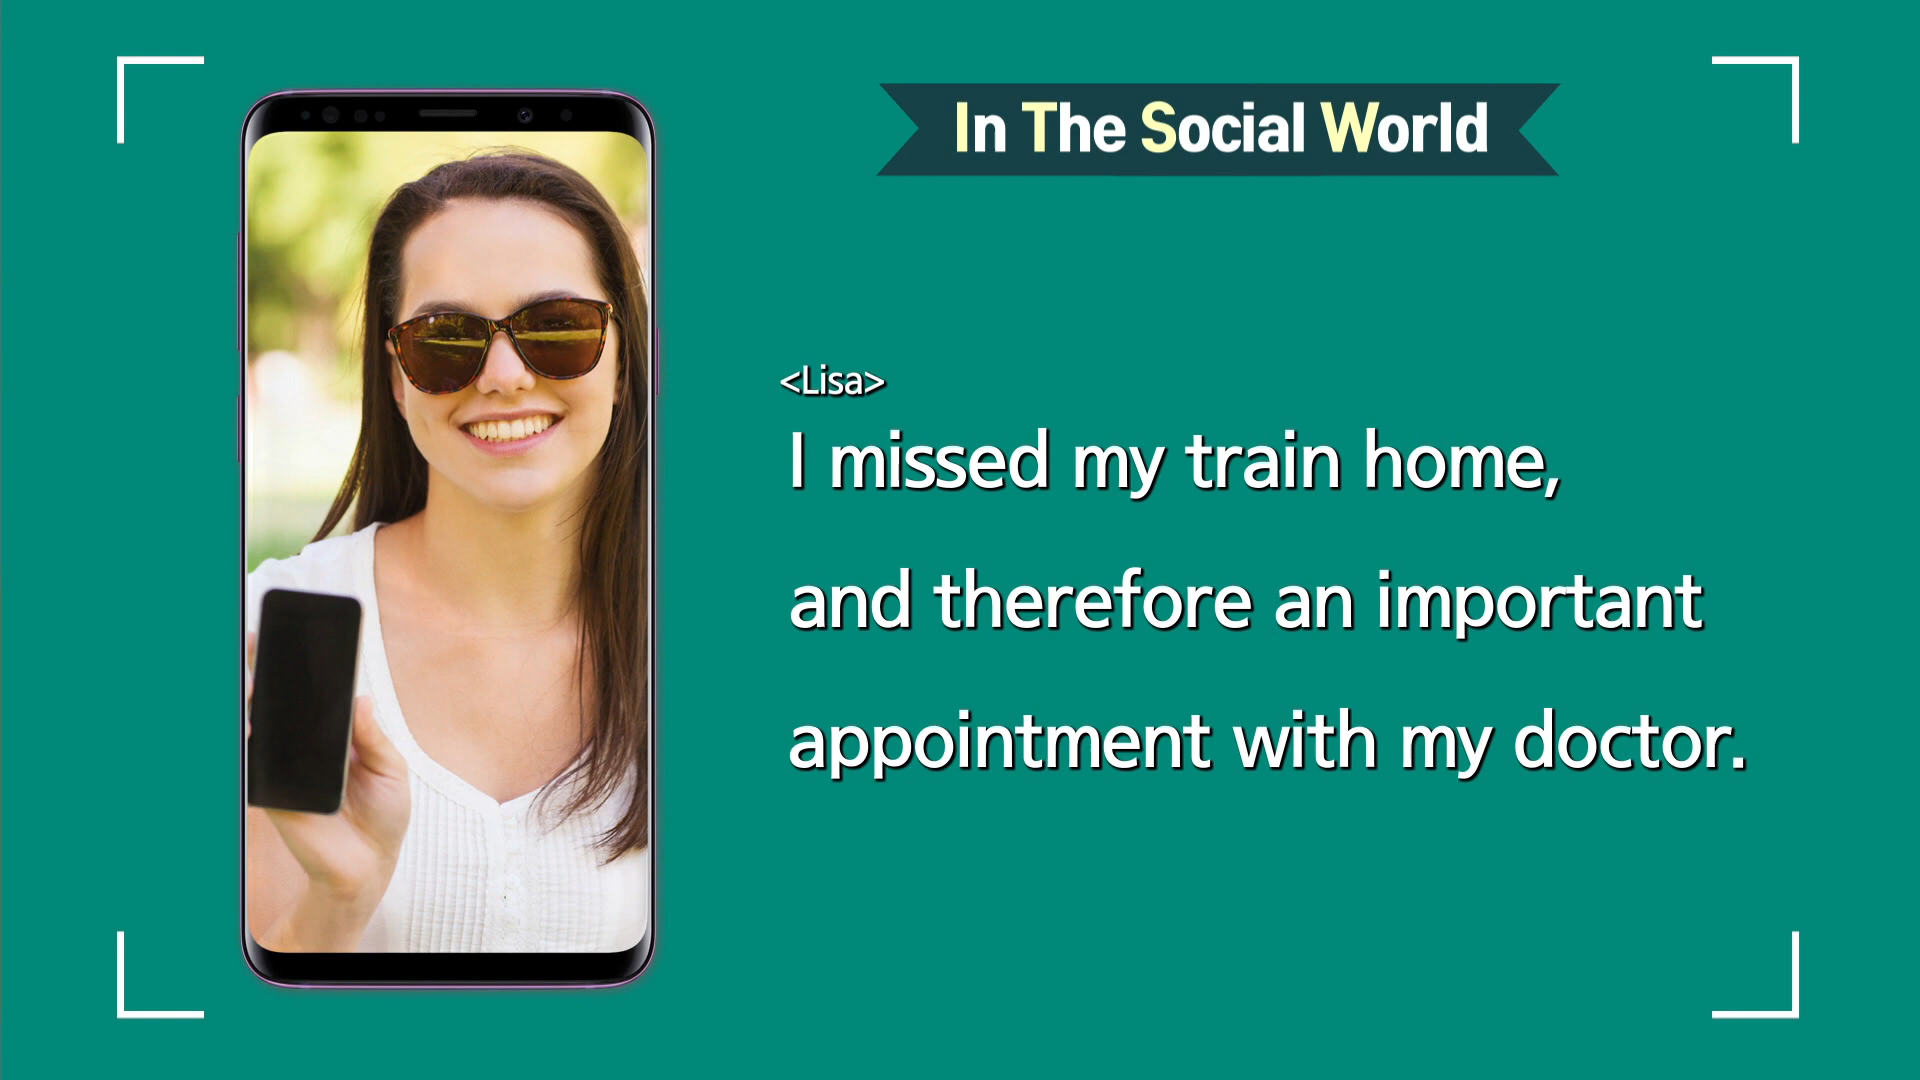 In The Social World
<Lisa>
I missed my train home,
and therefore an important
appointment with my doctor.